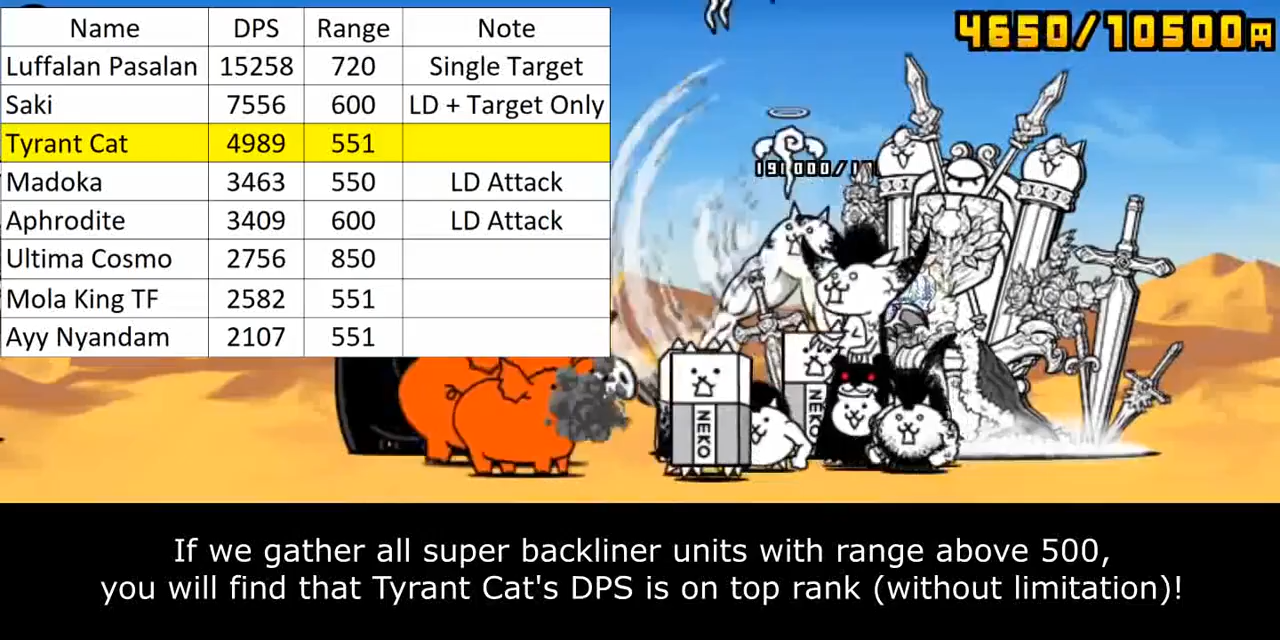 Name DPS Range Note
Luffalan Pasalan 15258 720 Single Target
Saki 7556 600 LD + Target Only
Tyrant Cat 4989 551
Madoka 3463 550 LD Attack
Aphrodite 3409 600 LD Attack
Ultima Cosmo 2756 850
Mola King TF 2582 551
Ayy Nyandam 2107 551
4650/10500円
NEKO
NEKO
If we gather all super backliner units with range above 500,
you will find that Tyrant Cat's DPS is on top rank (without limitation)!